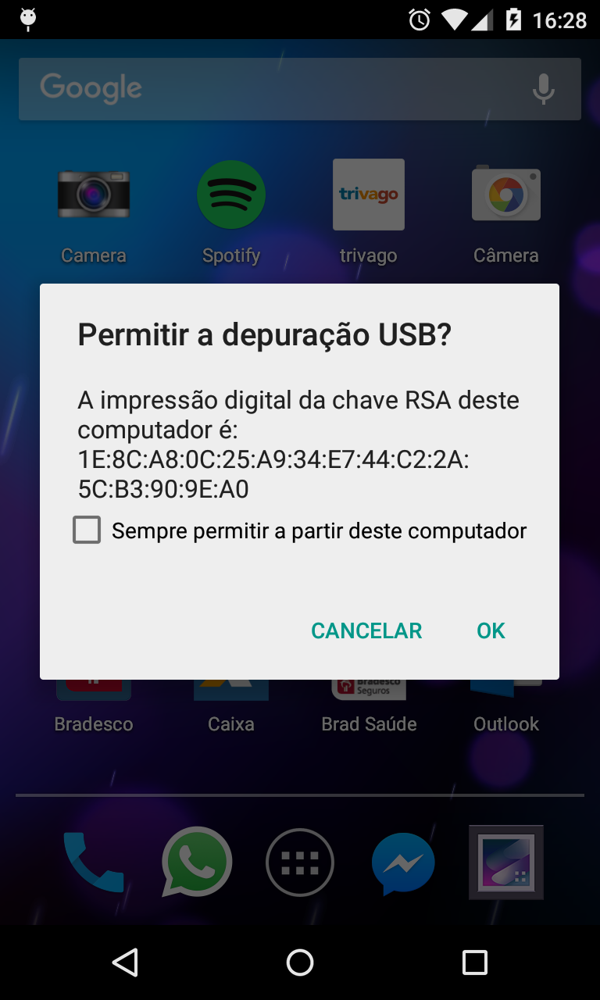 16:28
Google
trivago
Camera Spotify trivago Câmera
Permitir a depuração USB?
A impressão digital da chave RSA deste
computador é:
1E:8C:A8:0C:25:A9:34:E7:44:C2:2A:
5C:B3:90:9E:A0
Sempre permitir a partir deste computador
CANCELAR OK
Bradesco
Seguros
Bradesco Caixa Brad Saúde Outlook